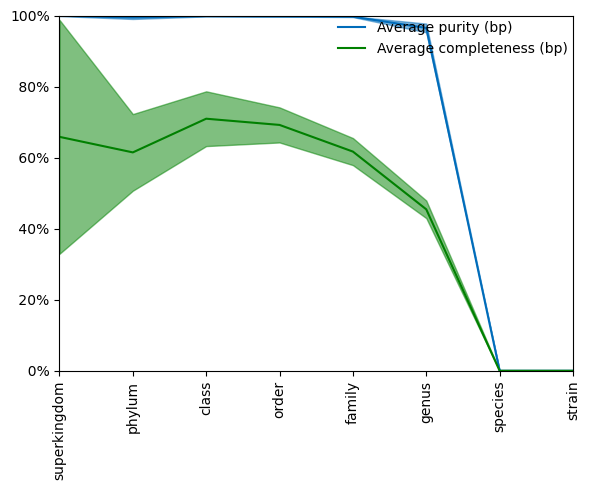 100%
80%
60%
40%
20%
0%
Average purity (bp)
Average completeness (bp)
superkingdom
phylum
class
order
family
genus
species
strain